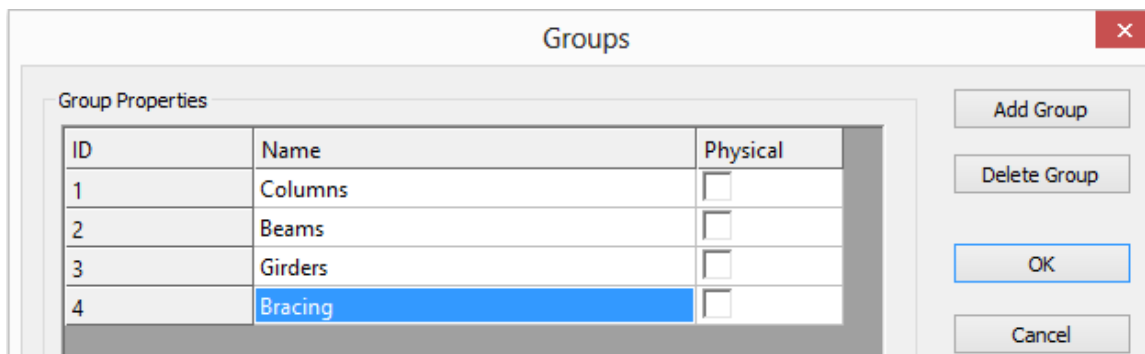 Groups
Group Properties
Add Group
ID Name Physical
Delete Group
1 Columns
2 Beams
3 Girders
OK
4 Bracing
Cancel